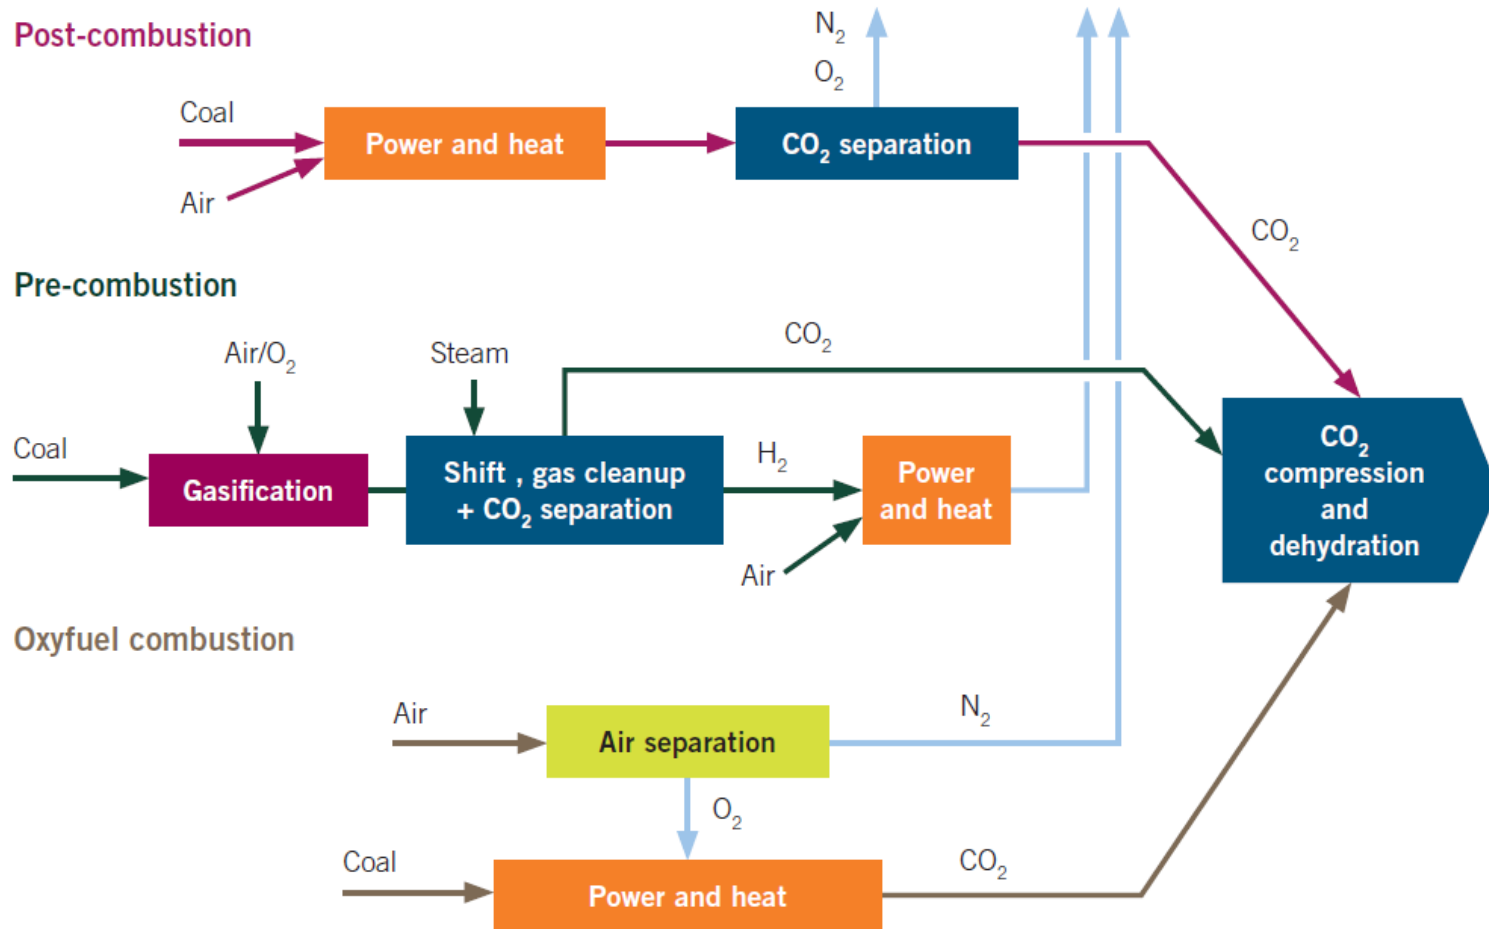 Post-combustion
N₂
O₂
Coal
Power and heat
CO₂ separation
Air
CO₂
Pre-combustion
Air/O₂
Steam
CO₂
Coal
Gasification
Shift , gas cleanup
+ CO₂ separation
H₂
Power
and heat
Air
CO₂
compression
and
dehydration
Oxyfuel combustion
Air
Air separation
N₂
O₂
Coal
Power and heat
CO₂